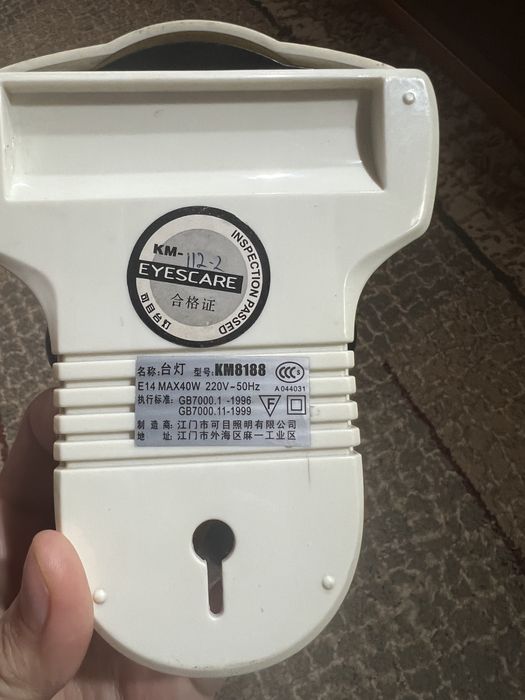 INSPECTION PASSED
KM-112-2
EYESCARE
合格证
可目台灯
名称: 台灯 型号: KM8188
CCC S
E14 MAX40W 220V~50Hz A044031
执行标准: GB7000.1 -1996
GB7000.11-1999
F
制造商: 江门市可目照明有限公司
地址: 江门市外海区麻一工业区